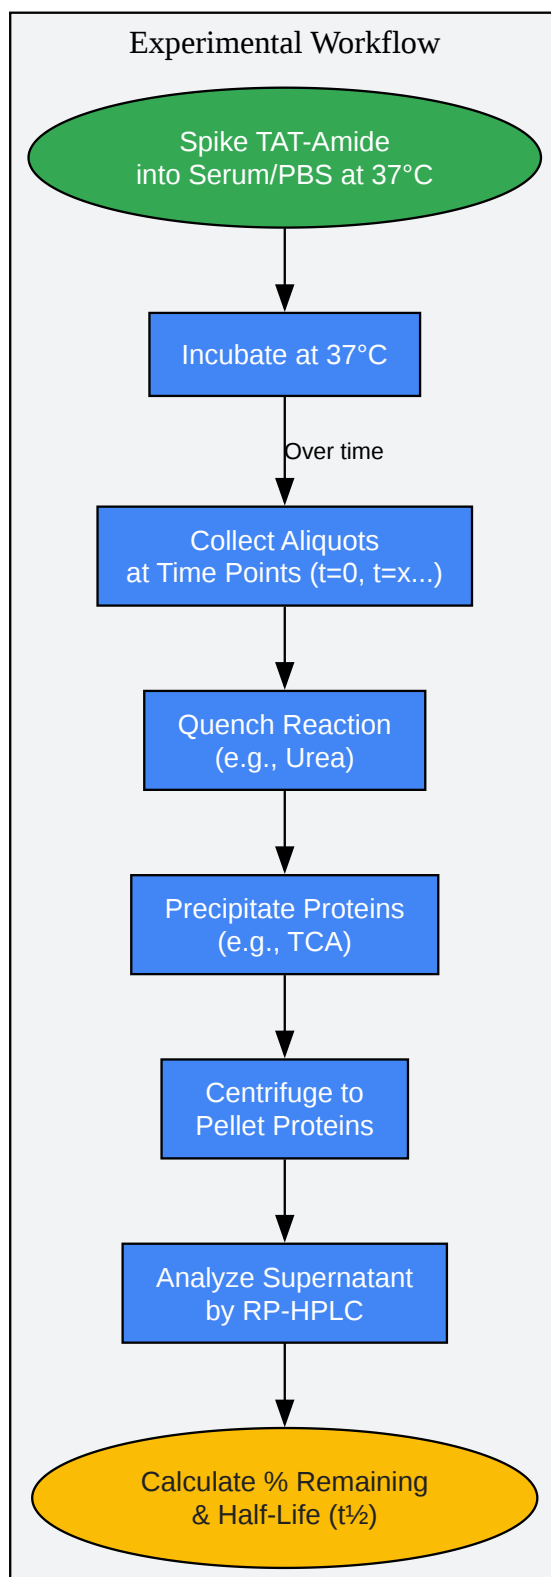 Experimental Workflow
Spike TAT-Amide
into Serum/PBS at 37°C
Incubate at 37°C
Over time
Collect Aliquots
at Time Points (t=0, t=x...)
Quench Reaction
(e.g., Urea)
Precipitate Proteins
(e.g., TCA)
Centrifuge to
Pellet Proteins
Analyze Supernatant
by RP-HPLC
Calculate % Remaining
& Half-Life (t½)